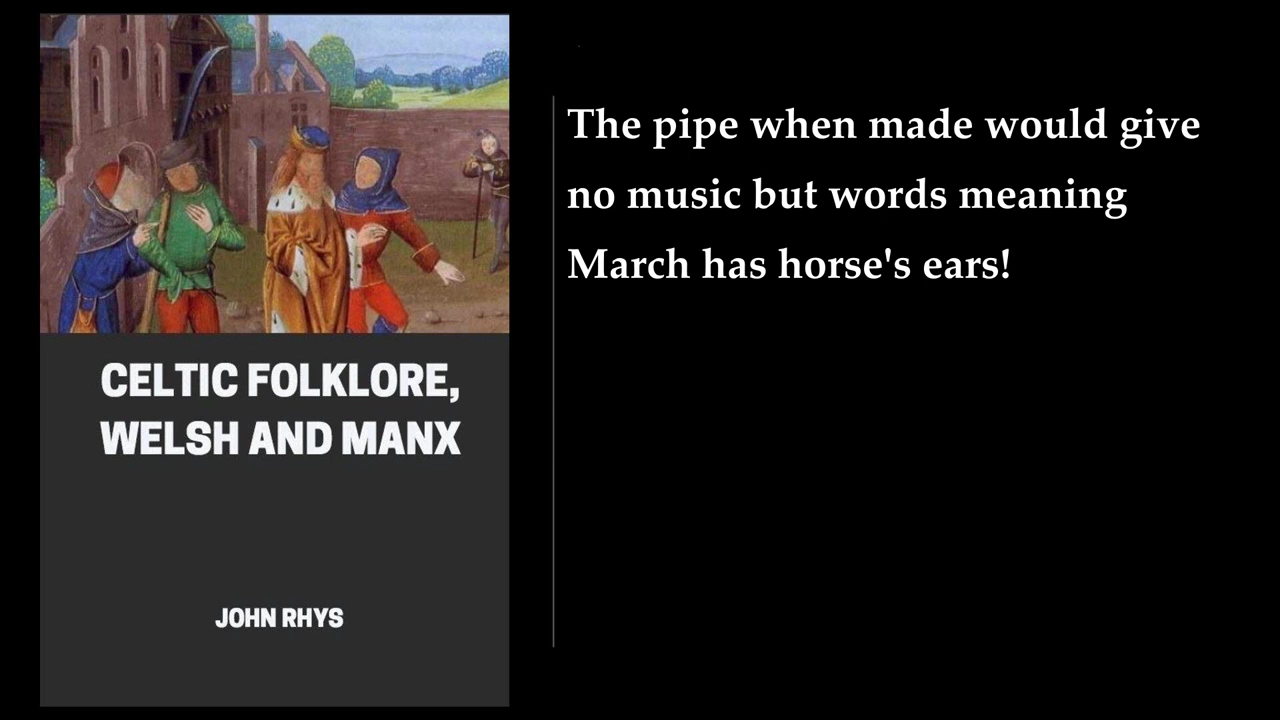 CELTIC FOLKLORE,
WELSH AND MANX
JOHN RHYS
The pipe when made would give
no music but words meaning
March has horse's ears!